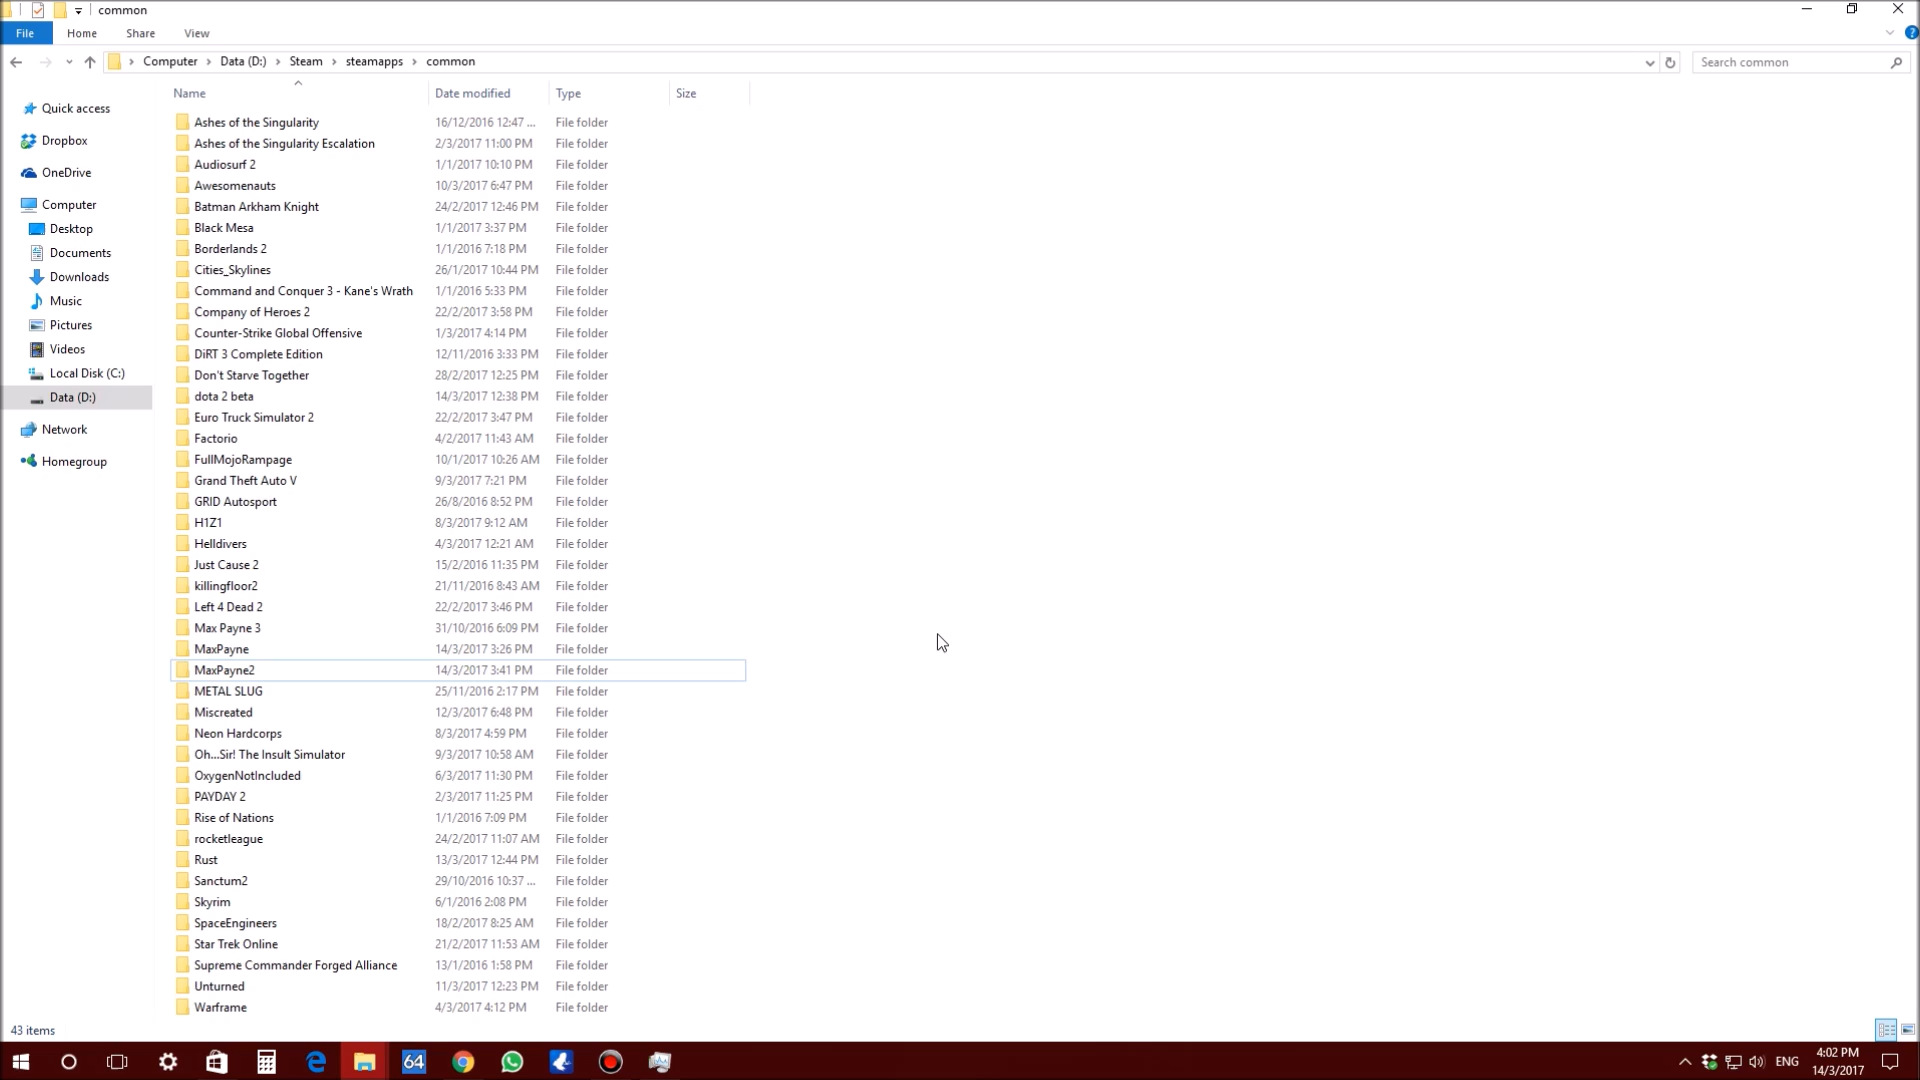 common
File Home Share View
Computer Data (D:) Steam steamapps common
Search common
Name Date modified Type Size
Quick access
Dropbox
OneDrive
Computer
Desktop
Documents
Downloads
Music
Pictures
Videos
Local Disk (C:)
Data (D:)
Network
Homegroup
Ashes of the Singularity 16/12/2016 12:47 ... File folder
Ashes of the Singularity Escalation 2/3/2017 11:00 PM File folder
Audiosurf 2 1/1/2017 10:10 PM File folder
Awesomenauts 10/3/2017 6:47 PM File folder
Batman Arkham Knight 24/2/2017 12:46 PM File folder
Black Mesa 1/1/2017 3:37 PM File folder
Borderlands 2 1/1/2016 7:18 PM File folder
Cities_Skylines 26/1/2017 10:44 PM File folder
Command and Conquer 3 - Kane's Wrath 1/1/2016 5:33 PM File folder
Company of Heroes 2 22/2/2017 3:58 PM File folder
Counter-Strike Global Offensive 1/3/2017 4:14 PM File folder
DiRT 3 Complete Edition 12/11/2016 3:33 PM File folder
Don't Starve Together 28/2/2017 12:25 PM File folder
dota 2 beta 14/3/2017 12:38 PM File folder
Euro Truck Simulator 2 22/2/2017 3:47 PM File folder
Factorio 4/2/2017 11:43 AM File folder
FullMojoRampage 10/1/2017 10:26 AM File folder
Grand Theft Auto V 9/3/2017 7:21 PM File folder
GRID Autosport 26/8/2016 8:52 PM File folder
H1Z1 8/3/2017 9:12 AM File folder
Helldivers 4/3/2017 12:21 AM File folder
Just Cause 2 15/2/2016 11:35 PM File folder
killingfloor2 21/11/2016 8:43 AM File folder
Left 4 Dead 2 22/2/2017 3:46 PM File folder
Max Payne 3 31/10/2016 6:09 PM File folder
MaxPayne 14/3/2017 3:26 PM File folder
MaxPayne2 14/3/2017 3:41 PM File folder
METAL SLUG 25/11/2016 2:17 PM File folder
Miscreated 12/3/2017 6:48 PM File folder
Neon Hardcorps 8/3/2017 4:59 PM File folder
Oh...Sir! The Insult Simulator 9/3/2017 10:58 AM File folder
OxygenNotIncluded 6/3/2017 11:30 PM File folder
PAYDAY 2 2/3/2017 11:25 PM File folder
Rise of Nations 1/1/2016 7:09 PM File folder
rocketleague 24/2/2017 11:07 AM File folder
Rust 13/3/2017 12:44 PM File folder
Sanctum2 29/10/2016 10:37 ... File folder
Skyrim 6/1/2016 2:08 PM File folder
SpaceEngineers 18/2/2017 8:25 AM File folder
Star Trek Online 21/2/2017 11:53 AM File folder
Supreme Commander Forged Alliance 13/1/2016 1:58 PM File folder
Unturned 11/3/2017 12:23 PM File folder
Warframe 4/3/2017 4:12 PM File folder
43 items
64
ENG
4:02 PM
14/3/2017